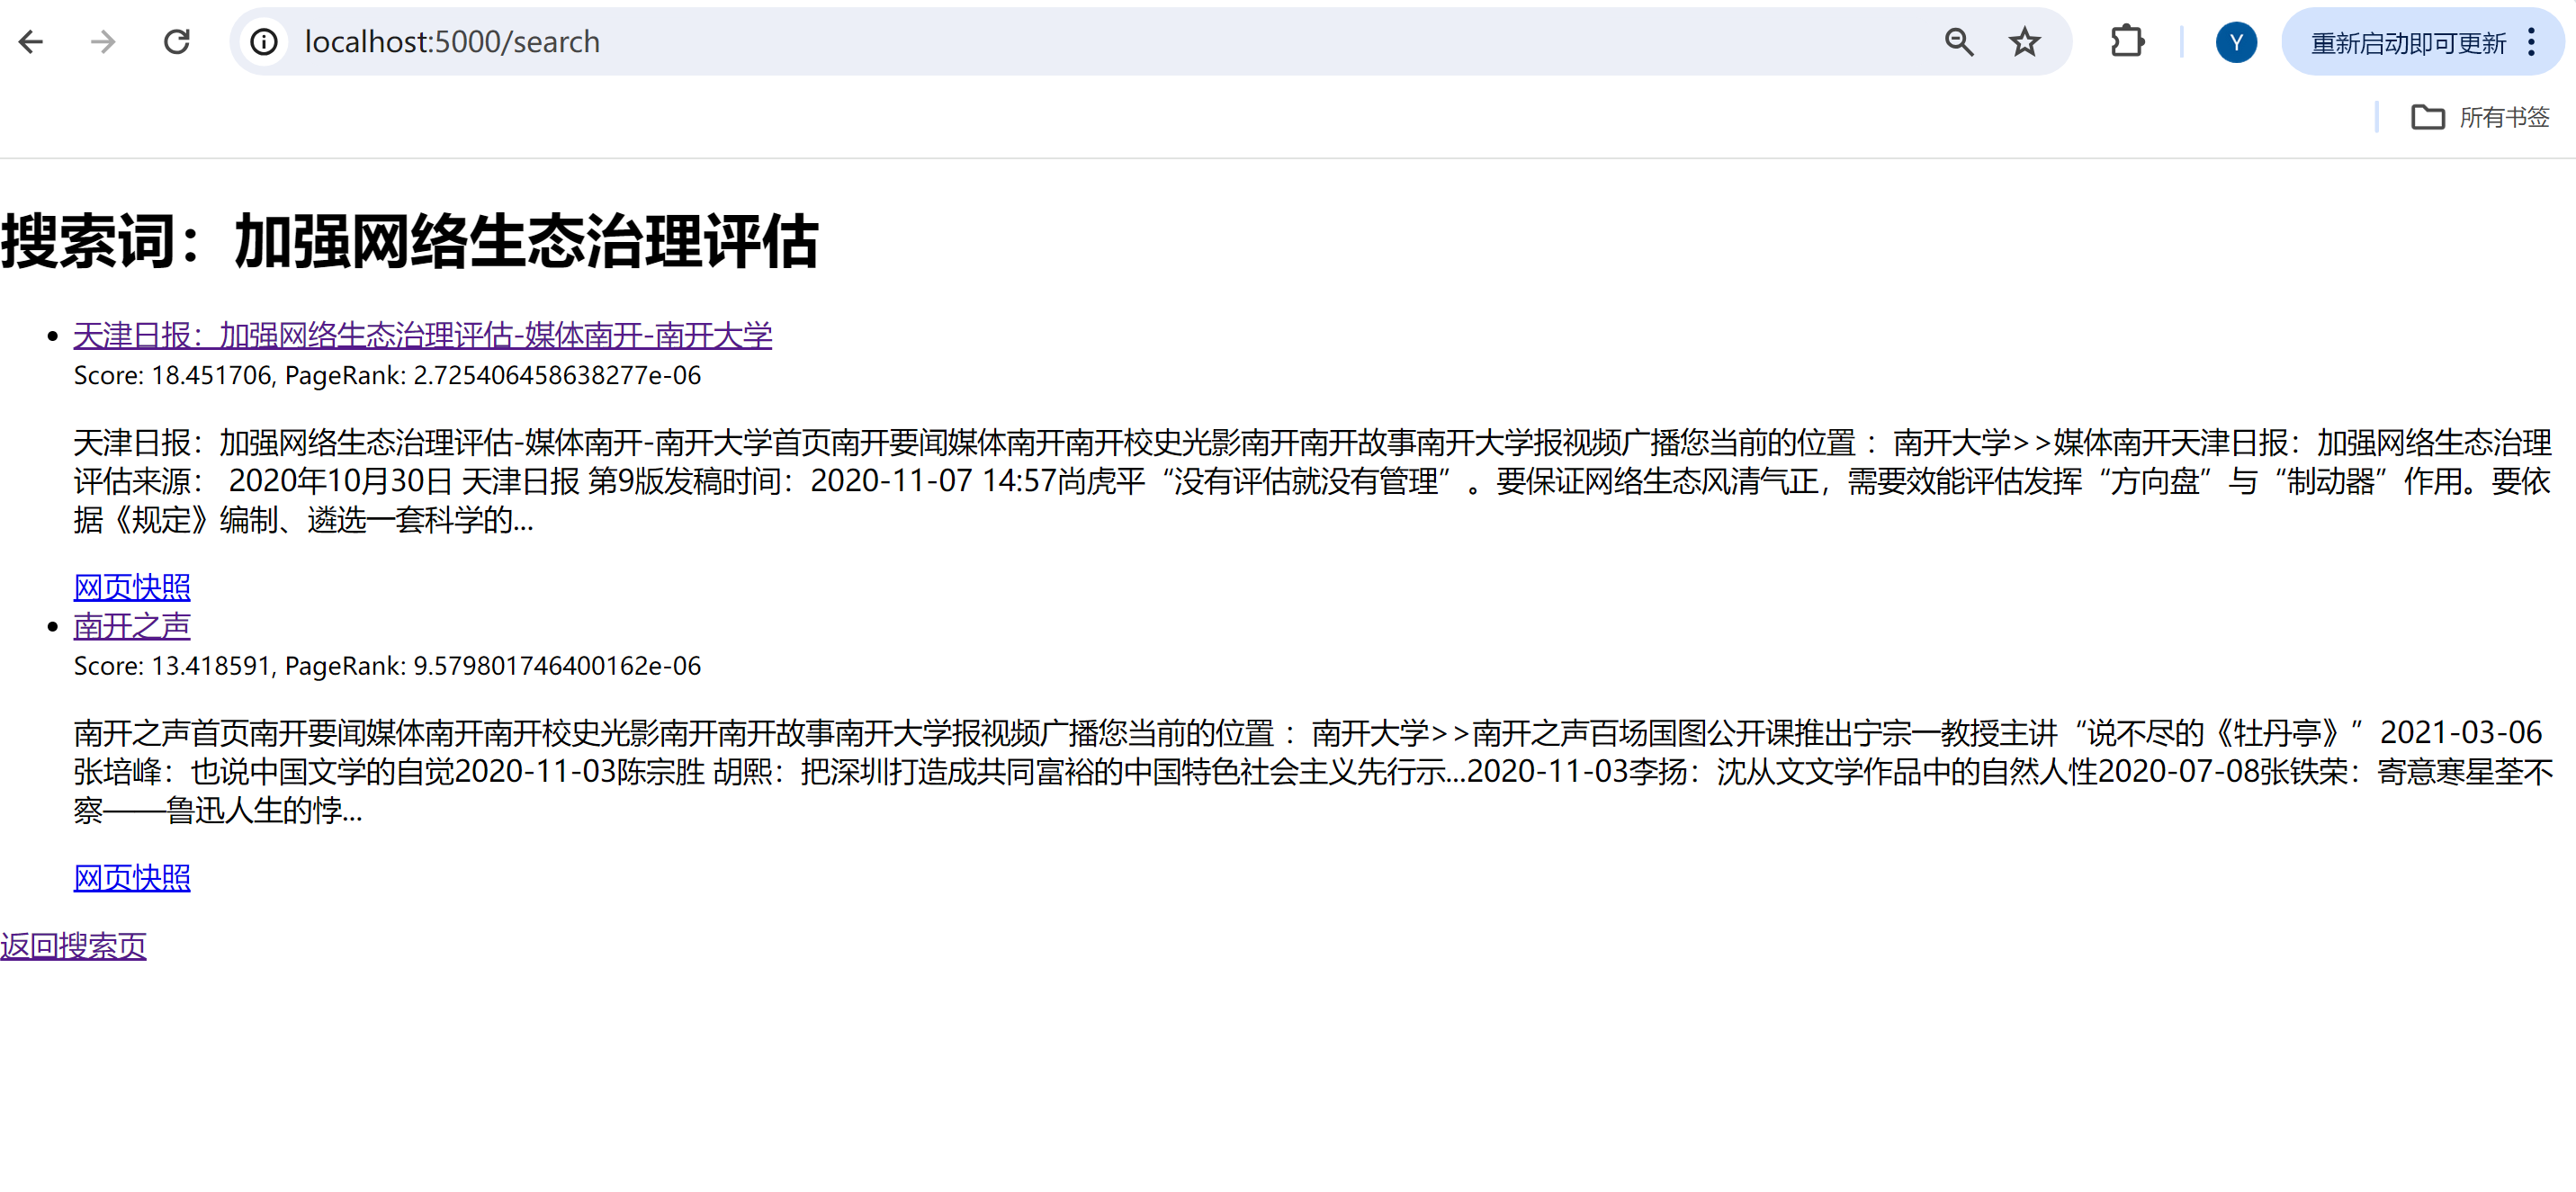 localhost:5000/search
Y
重新启动即可更新
所有书签
搜索词：加强网络生态治理评估
天津日报：加强网络生态治理评估-媒体南开-南开大学
Score: 18.451706, PageRank: 2.725406458638277e-06
天津日报：加强网络生态治理评估-媒体南开-南开大学首页南开要闻媒体南开南开校史光影南开南开故事南开大学报视频广播您当前的位置 ：南开大学>>媒体南开天津日报：加强网络生态治理
评估来源： 2020年10月30日 天津日报 第9版发稿时间：2020-11-07 14:57尚虎平“没有评估就没有管理”。要保证网络生态风清气正，需要效能评估发挥“方向盘”与“制动器”作用。要依
据《规定》编制、遴选一套科学的...
网页快照
南开之声
Score: 13.418591, PageRank: 9.579801746400162e-06
南开之声首页南开要闻媒体南开南开校史光影南开南开故事南开大学报视频广播您当前的位置 ：南开大学>>南开之声百场国图公开课推出宁宗一教授主讲“说不尽的《牡丹亭》”2021-03-06
张培峰：也说中国文学的自觉2020-11-03陈宗胜 胡熙：把深圳打造成共同富裕的中国特色社会主义先行示...2020-11-03李扬：沈从文文学作品中的自然人性2020-07-08张铁荣：寄意寒星荃不
察——鲁迅人生的悖...
网页快照
返回搜索页